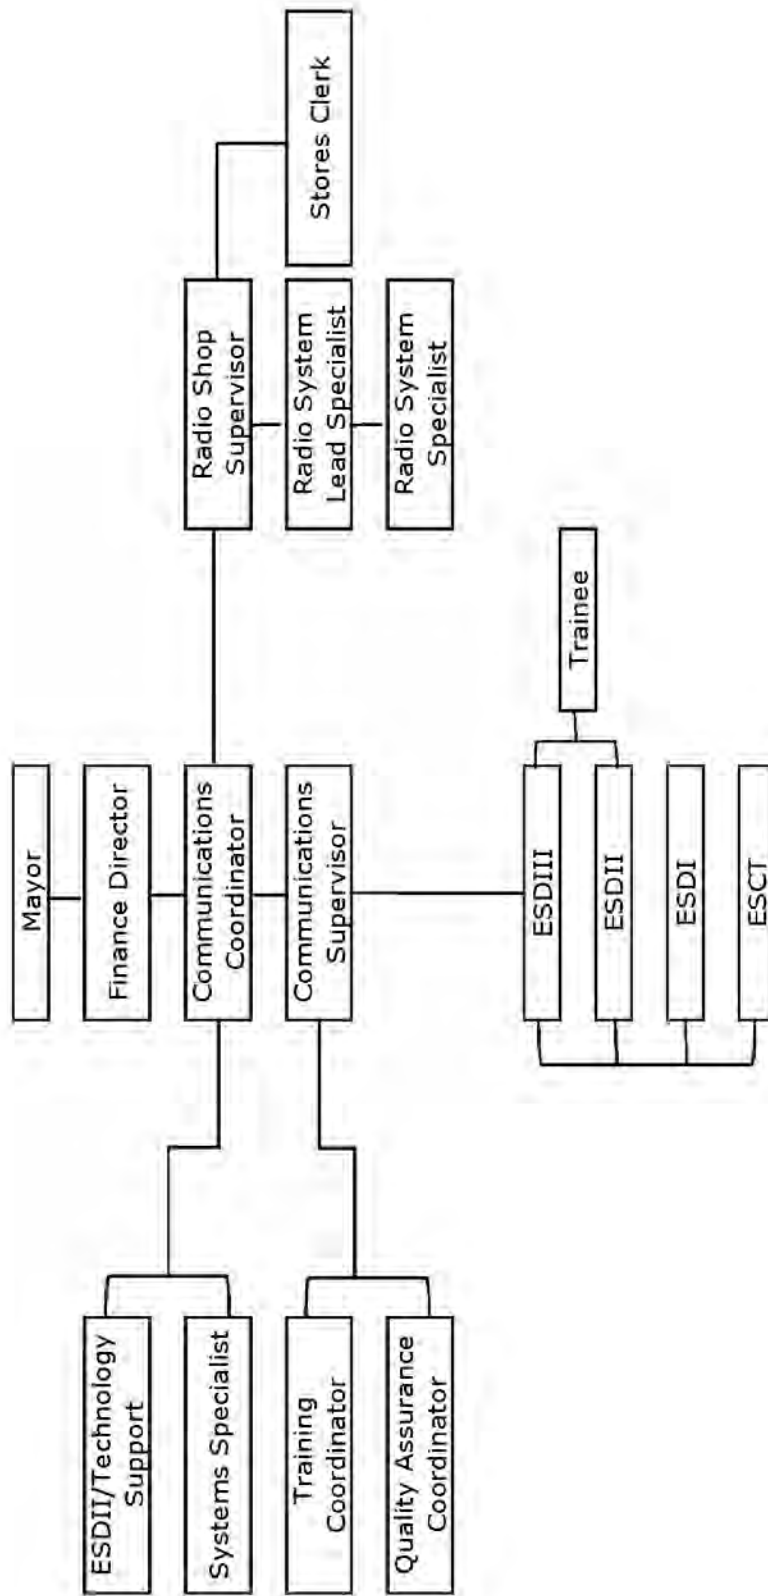 Mayor
Finance Director
ESDII/Technology
Support
Systems Specialist
Communications
Coordinator
Radio Shop
Supervisor
Training
Coordinator
Communications
Supervisor
Radio System
Lead Specialist
Stores Clerk
Quality Assurance
Coordinator
Radio System
Specialist
ESDIII
Trainee
ESDII
ESDI
ESCT